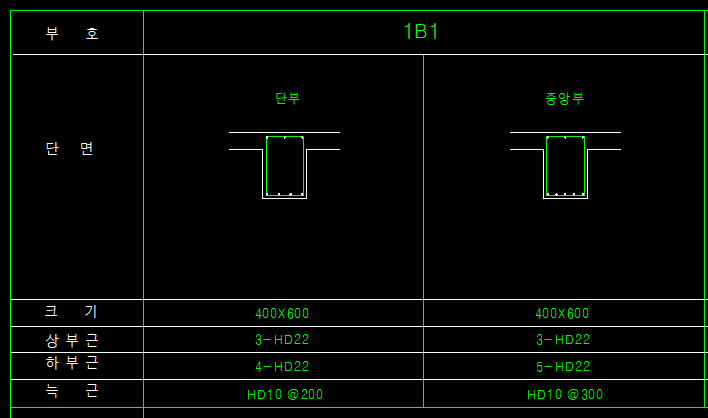 부 호 1B1
단부 중앙부
단 면
크 기 400X600 400X600
상 부 근 3-HD22 3-HD22
하 부 근 4-HD22 5-HD22
늑 근 HD10 @200 HD10 @300